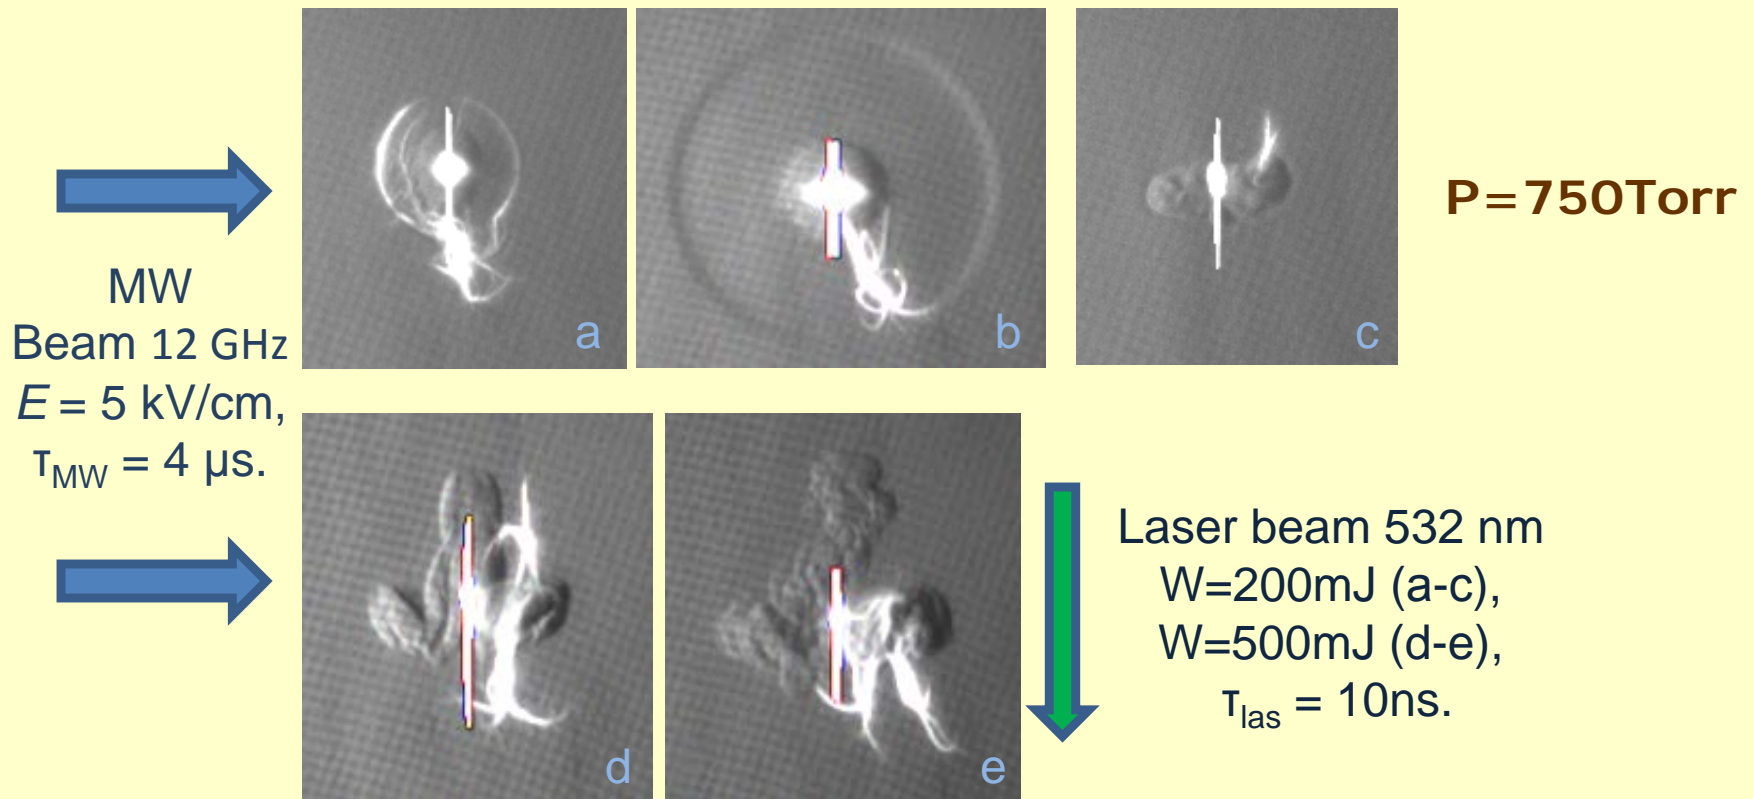 a
b
c
P=750Torr
MW
Beam 12 GHz
E = 5 kV/cm,
τMW = 4 μs.
d
e
Laser beam 532 nm
W=200mJ (a-c),
W=500mJ (d-e),
τlas = 10ns.